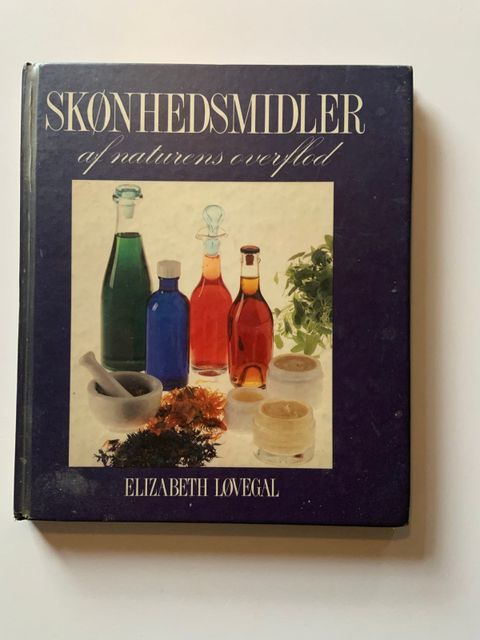 SKØNHEDSMIDLER
af naturens overflod
ELIZABETH LØVEGAL